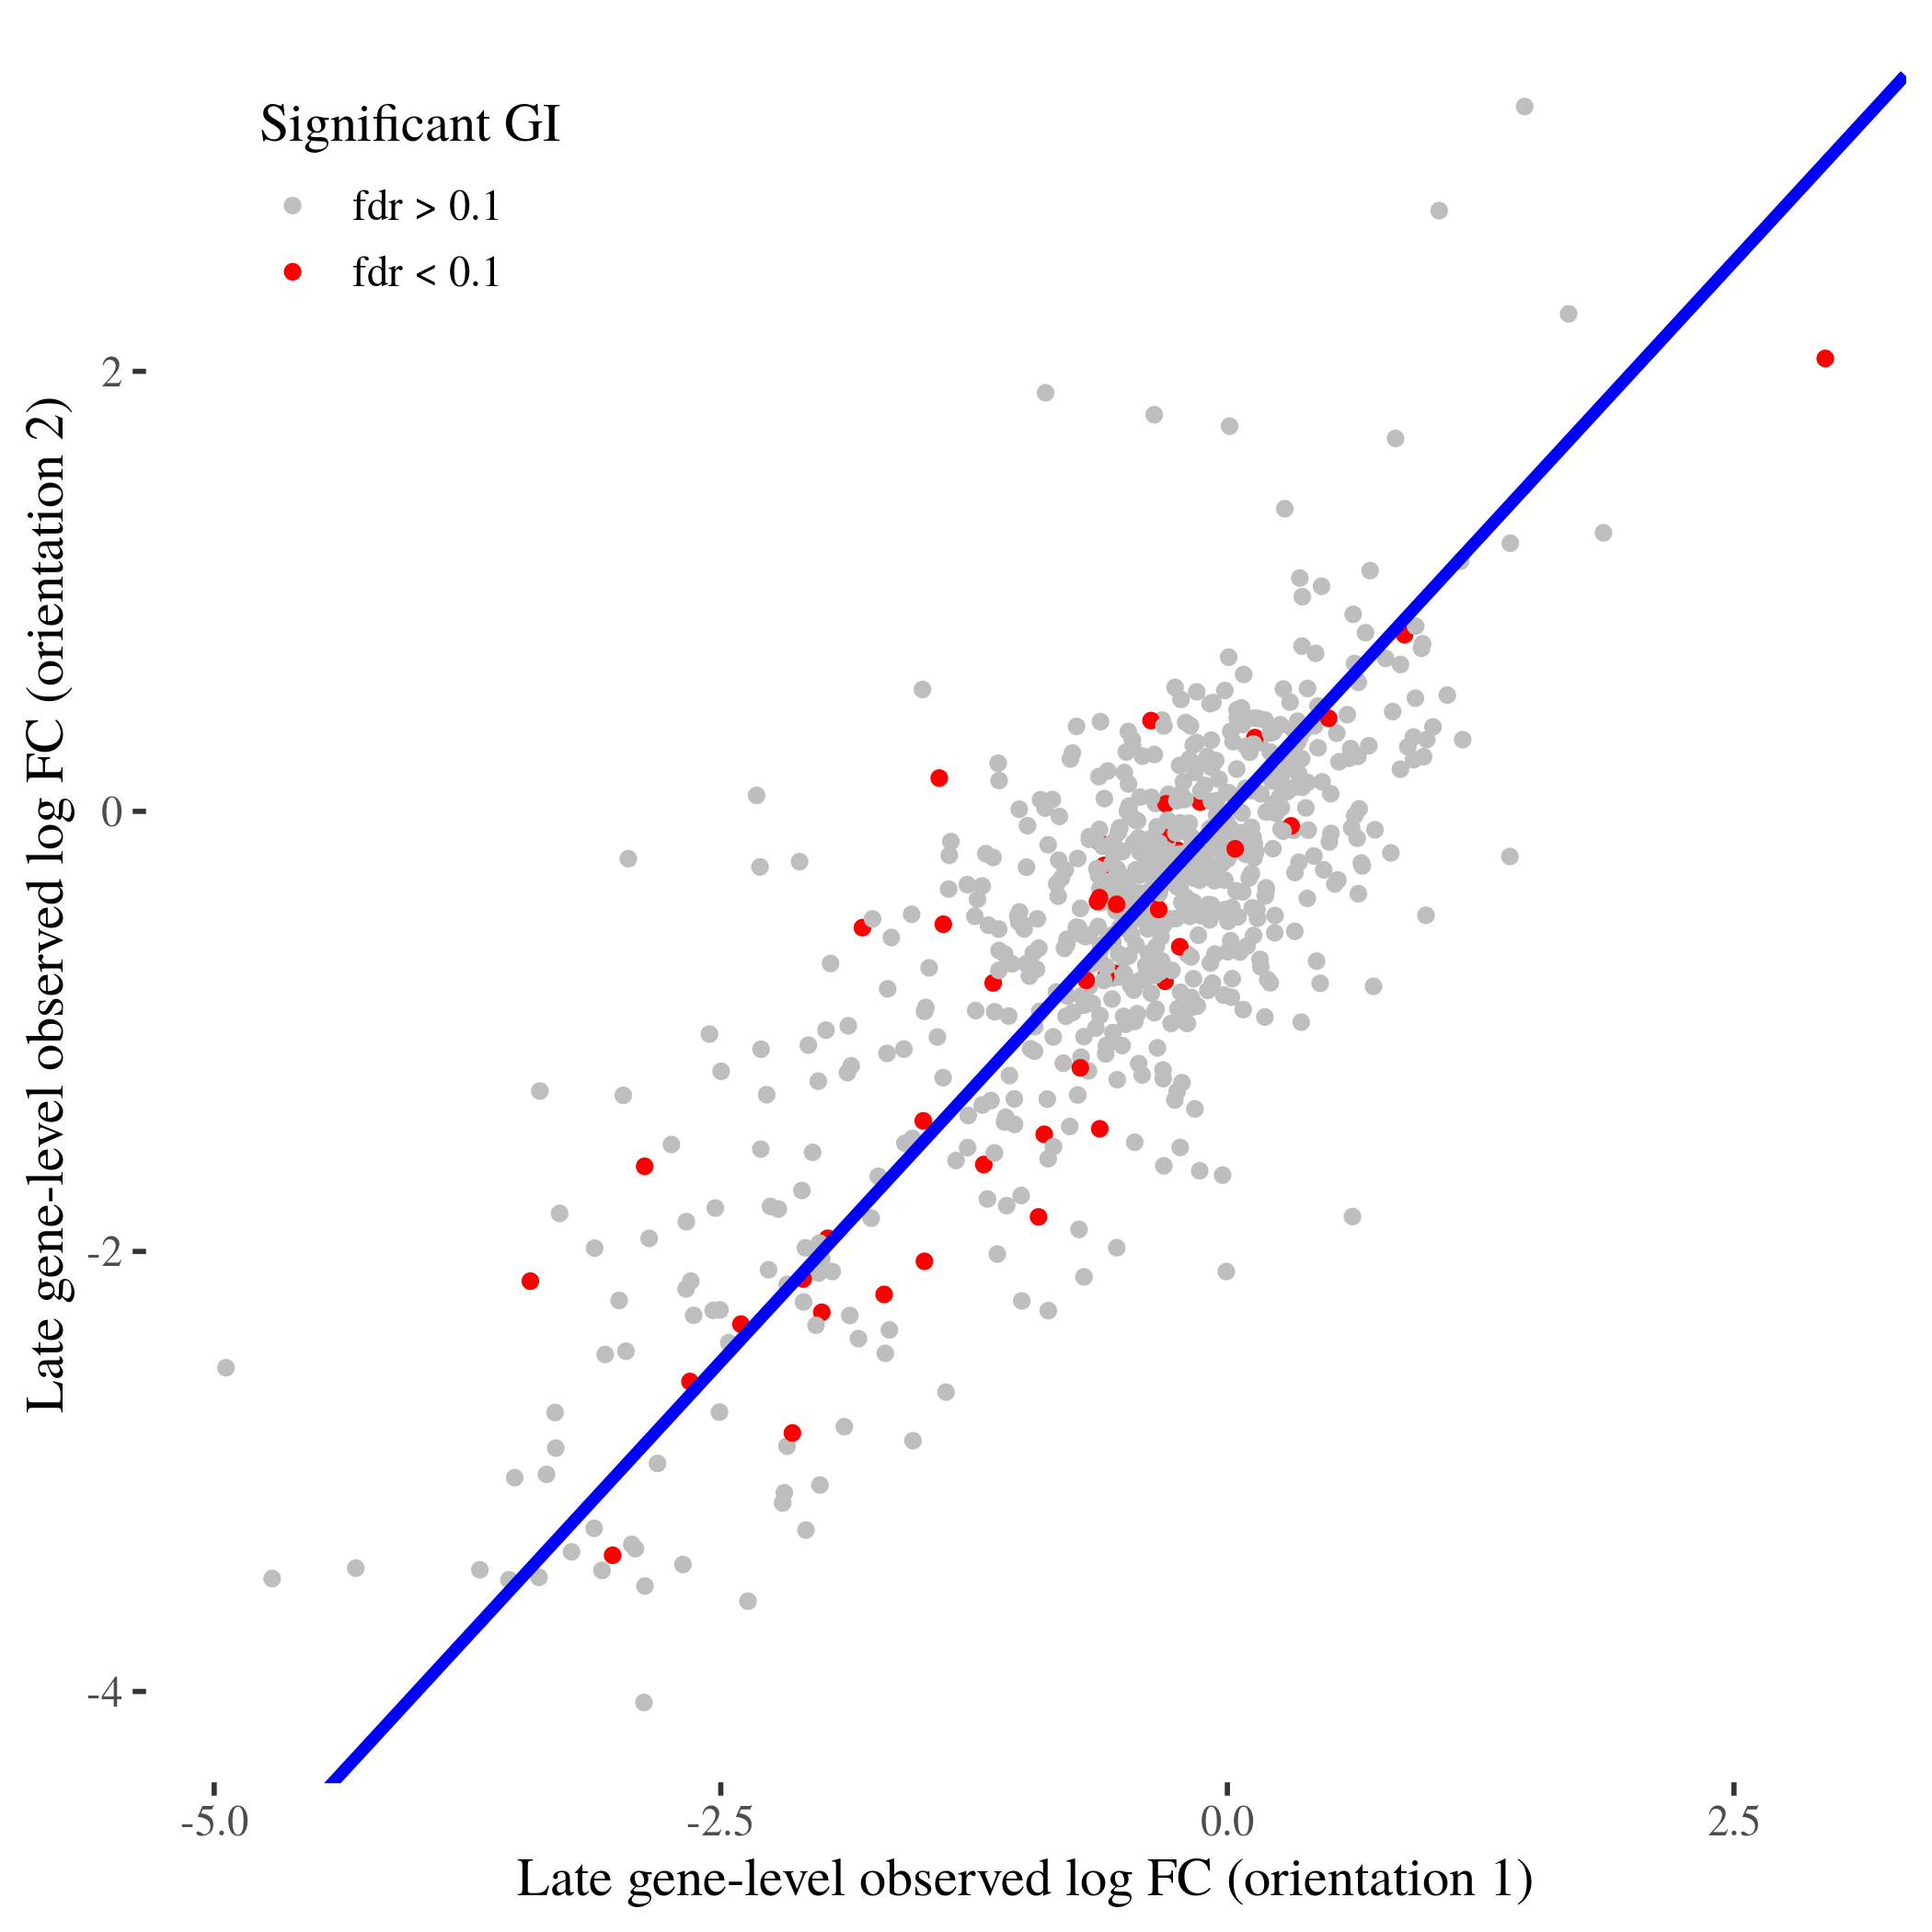 Significant GI
fdr > 0.1
fdr < 0.1
2
0
-2
-4
Late gene-level observed log FC (orientation 2)
-5.0
-2.5
0.0
2.5
Late gene-level observed log FC (orientation 1)